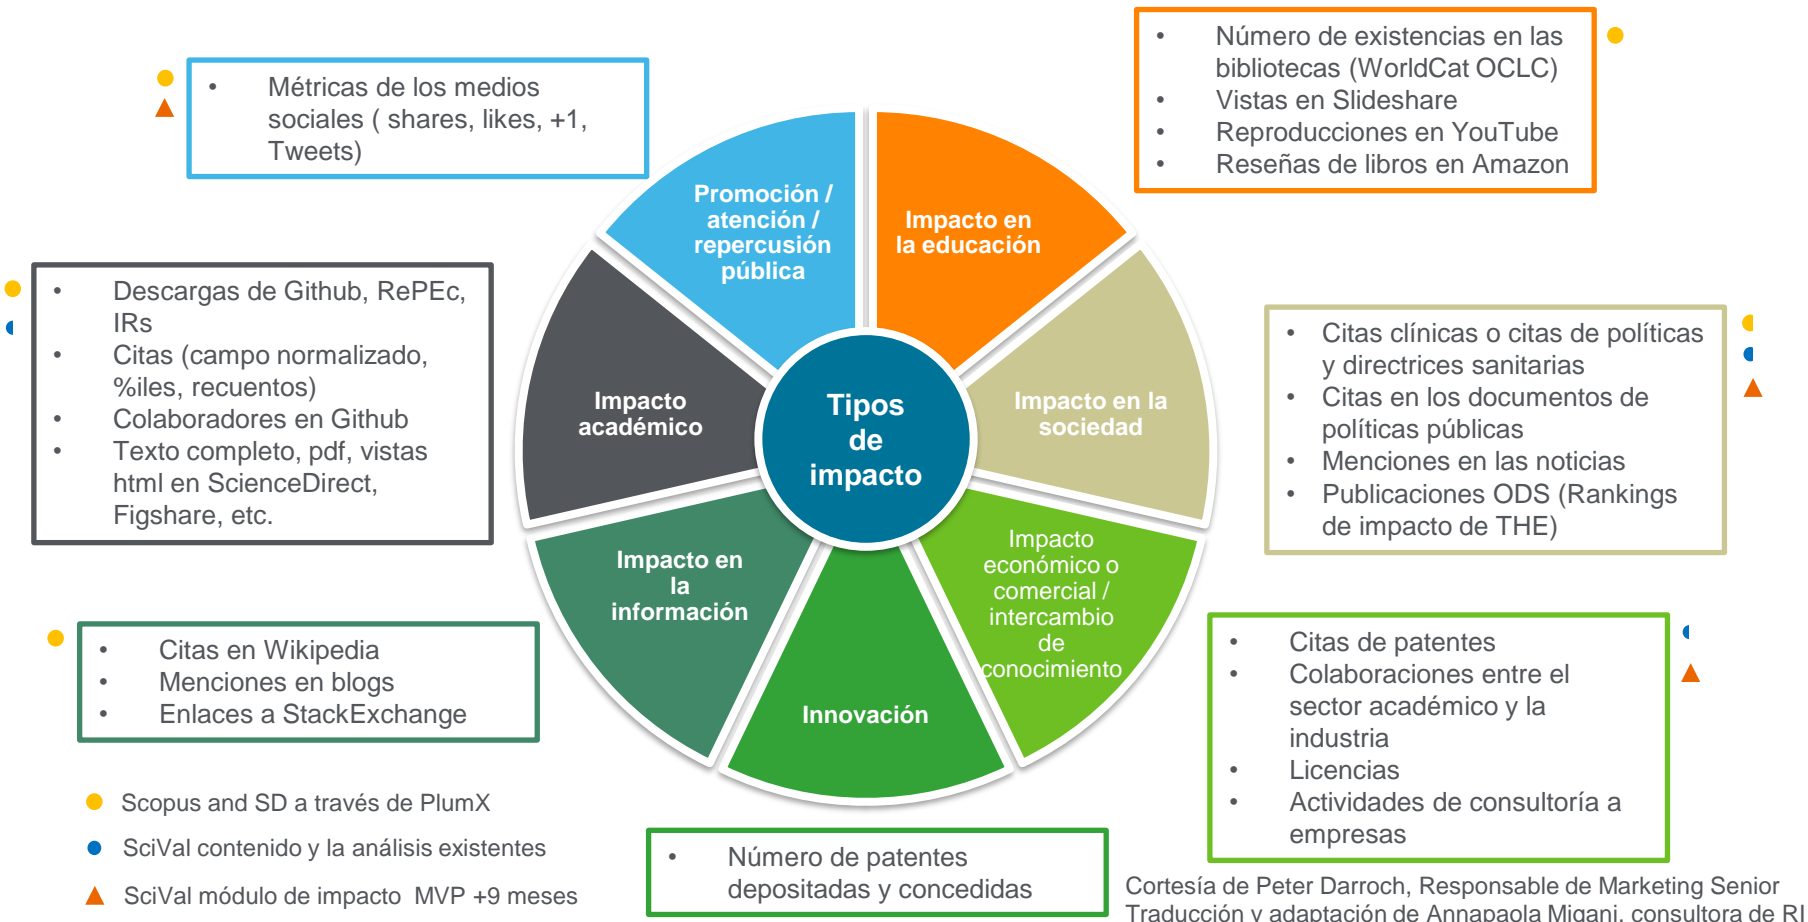 • Métricas de los medios
sociales ( shares, likes, +1,
Tweets)
• Número de existencias en las
bibliotecas (WorldCat OCLC)
• Vistas en Slideshare
• Reproducciones en YouTube
• Reseñas de libros en Amazon
Promoción /
atención /
repercusión
pública
Impacto en
la educación
• Descargas de Github, RePEc,
IRs
• Citas (campo normalizado,
%iles, recuentos)
• Colaboradores en Github
• Texto completo, pdf, vistas
html en ScienceDirect,
Figshare, etc.
Impacto
académico
Tipos
de
impacto
Impacto en la
sociedad
• Citas clínicas o citas de políticas
y directrices sanitarias
• Citas en los documentos de
políticas públicas
• Menciones en las noticias
• Publicaciones ODS (Rankings
de impacto de THE)
Impacto en
la
información
Innovación
Impacto
económico o
comercial /
intercambio
de
conocimiento
• Citas en Wikipedia
• Menciones en blogs
• Enlaces a StackExchange
• Citas de patentes
• Colaboraciones entre el
sector académico y la
industria
• Licencias
• Actividades de consultoría a
empresas
Scopus and SD a través de PlumX
SciVal contenido y la análisis existentes
SciVal módulo de impacto MVP +9 meses
• Número de patentes
depositadas y concedidas
Cortesía de Peter Darroch, Responsable de Marketing Senior
Traducción y adaptación de Annapaola Migani, consultora de RI